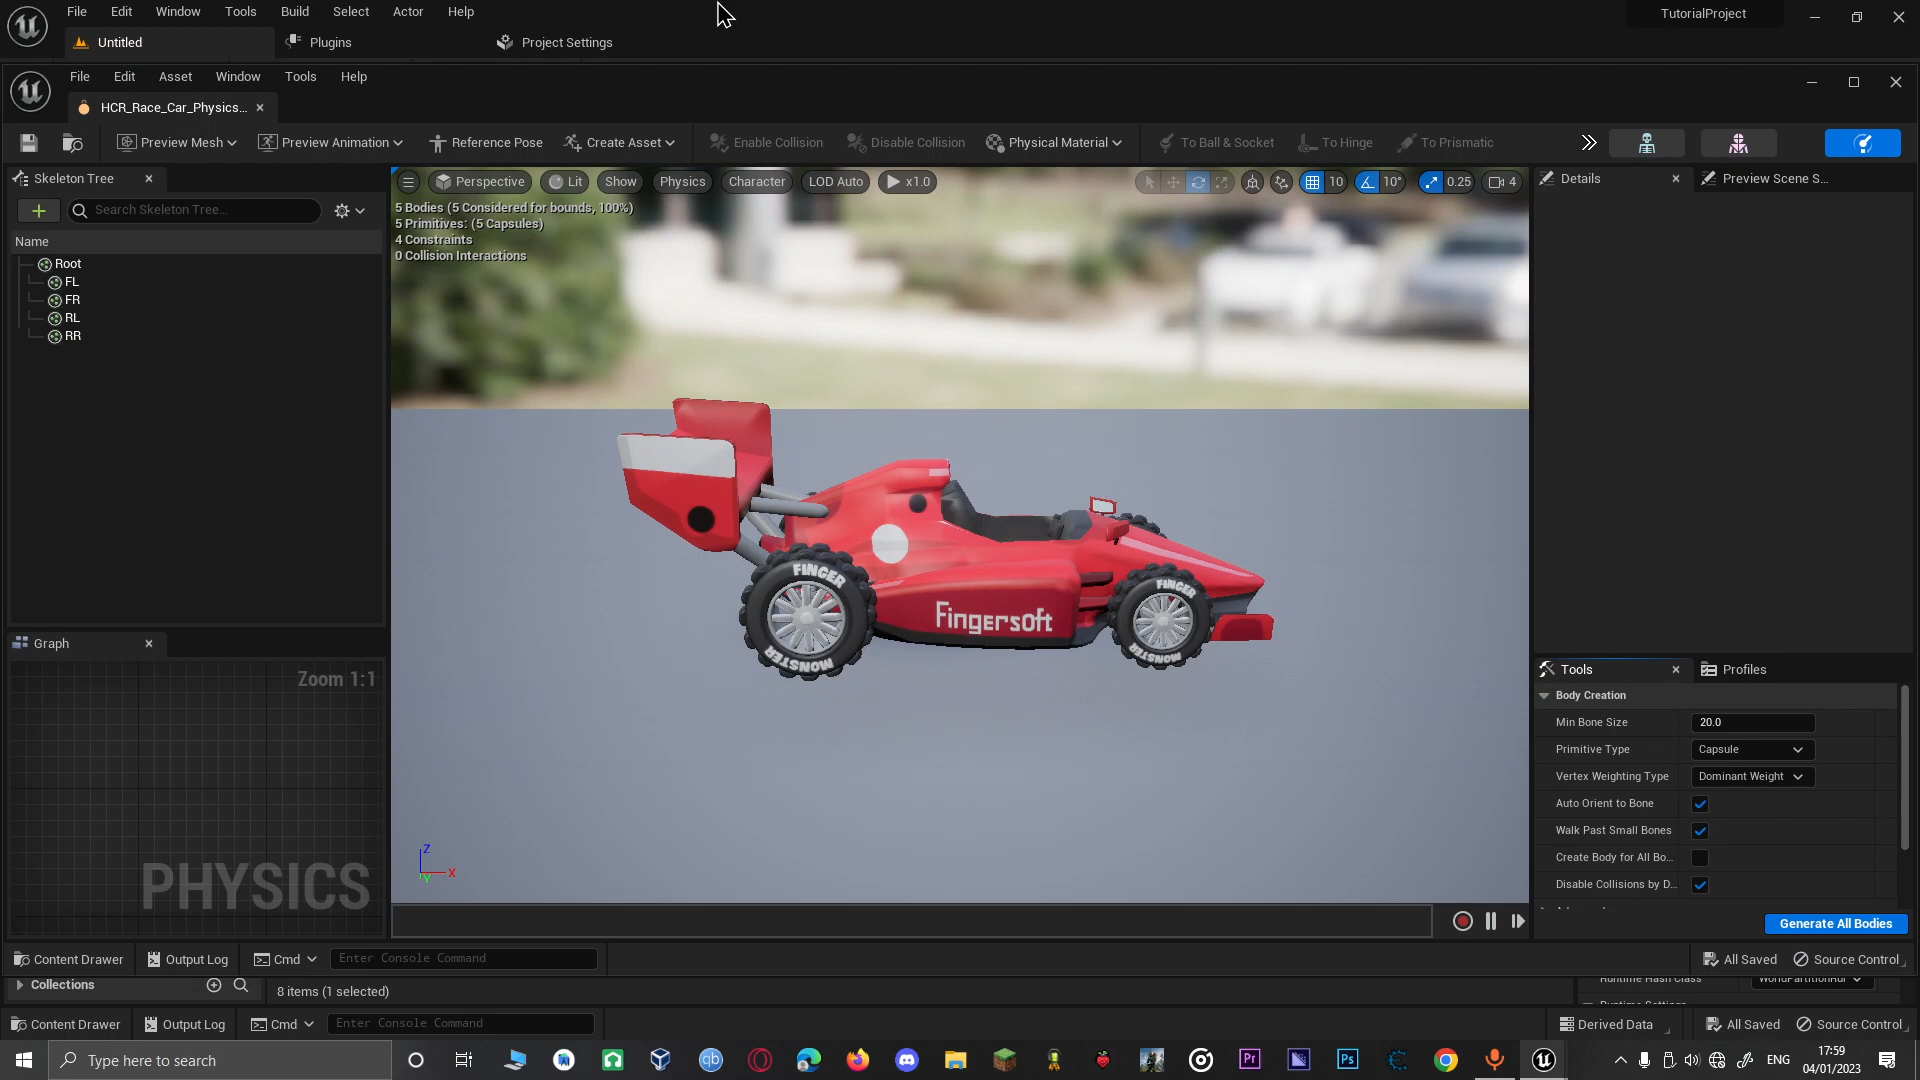 File Edit Window Tools Build Select Actor Help
TutorialProject
Untitled Plugins Project Settings
File Edit Asset Window Tools Help
HCR_Race_Car_Physics...
Preview Mesh Preview Animation Reference Pose Create Asset Enable Collision Disable Collision Physical Material To Ball & Socket To Hinge To Prismatic
Skeleton Tree
Perspective Lit Show Physics Character LOD Auto x1.0 10 10° 0.25 4
Details Preview Scene S...
Search Skeleton Tree...
5 Bodies (5 Considered for bounds, 100%)
5 Primitives: (5 Capsules)
4 Constraints
0 Collision Interactions
Name
Root
FL
FR
RL
RR
FINGER
MONSTER
Fingersoft
FINGER
MONSTER
Graph
Zoom 1:1
PHYSICS
Z
X
Y
Tools Profiles
Body Creation
Min Bone Size 20.0
Primitive Type Capsule
Vertex Weighting Type Dominant Weight
Auto Orient to Bone
Walk Past Small Bones
Create Body for All Bo...
Disable Collisions by D...
Generate All Bodies
Content Drawer Output Log Cmd Enter Console Command All Saved Source Control
Collections 8 items (1 selected)
Content Drawer Output Log Cmd Enter Console Command Derived Data All Saved Source Control
Type here to search
qb Pr Ps
ENG
17:59
04/01/2023